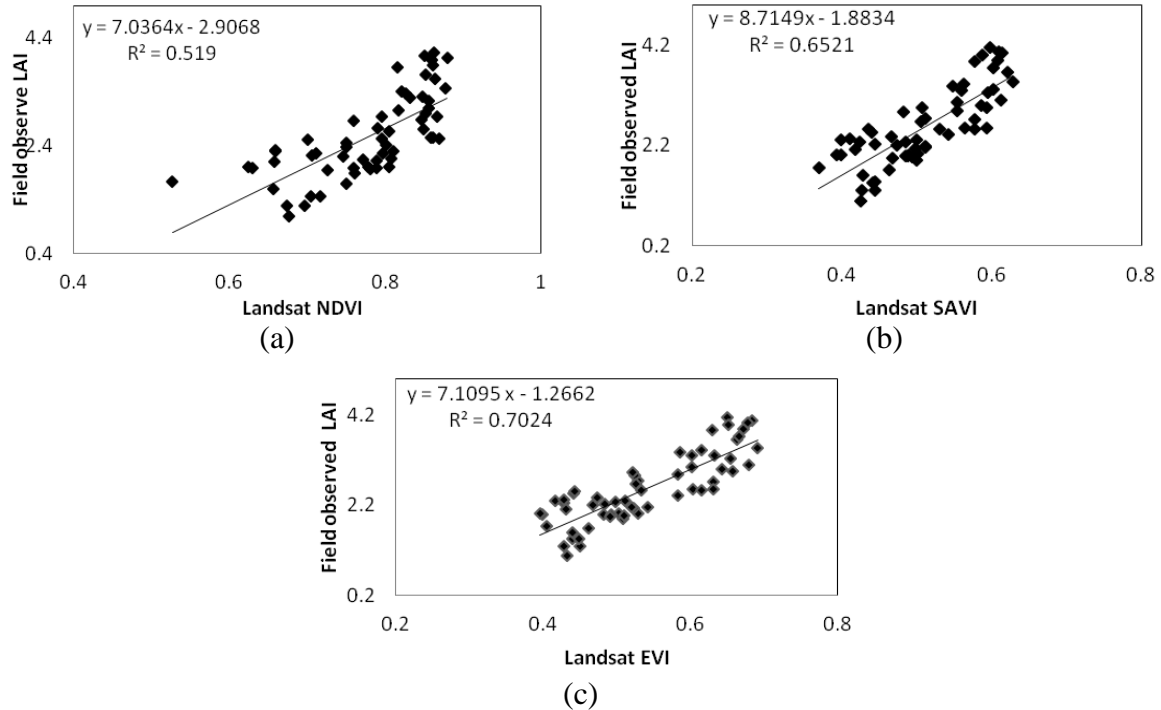 y = 7.0364x - 2.9068
R² = 0.519
Field observe LAI
4.4
2.4
0.4
0.4 0.6 0.8 1
Landsat NDVI
(a)
y = 8.7149x - 1.8834
R² = 0.6521
Field observed LAI
4.2
2.2
0.2
0.2 0.4 0.6 0.8
Landsat SAVI
(b)
y = 7.1095 x - 1.2662
R² = 0.7024
Field observed LAI
4.2
2.2
0.2
0.2 0.4 0.6 0.8
Landsat EVI
(c)